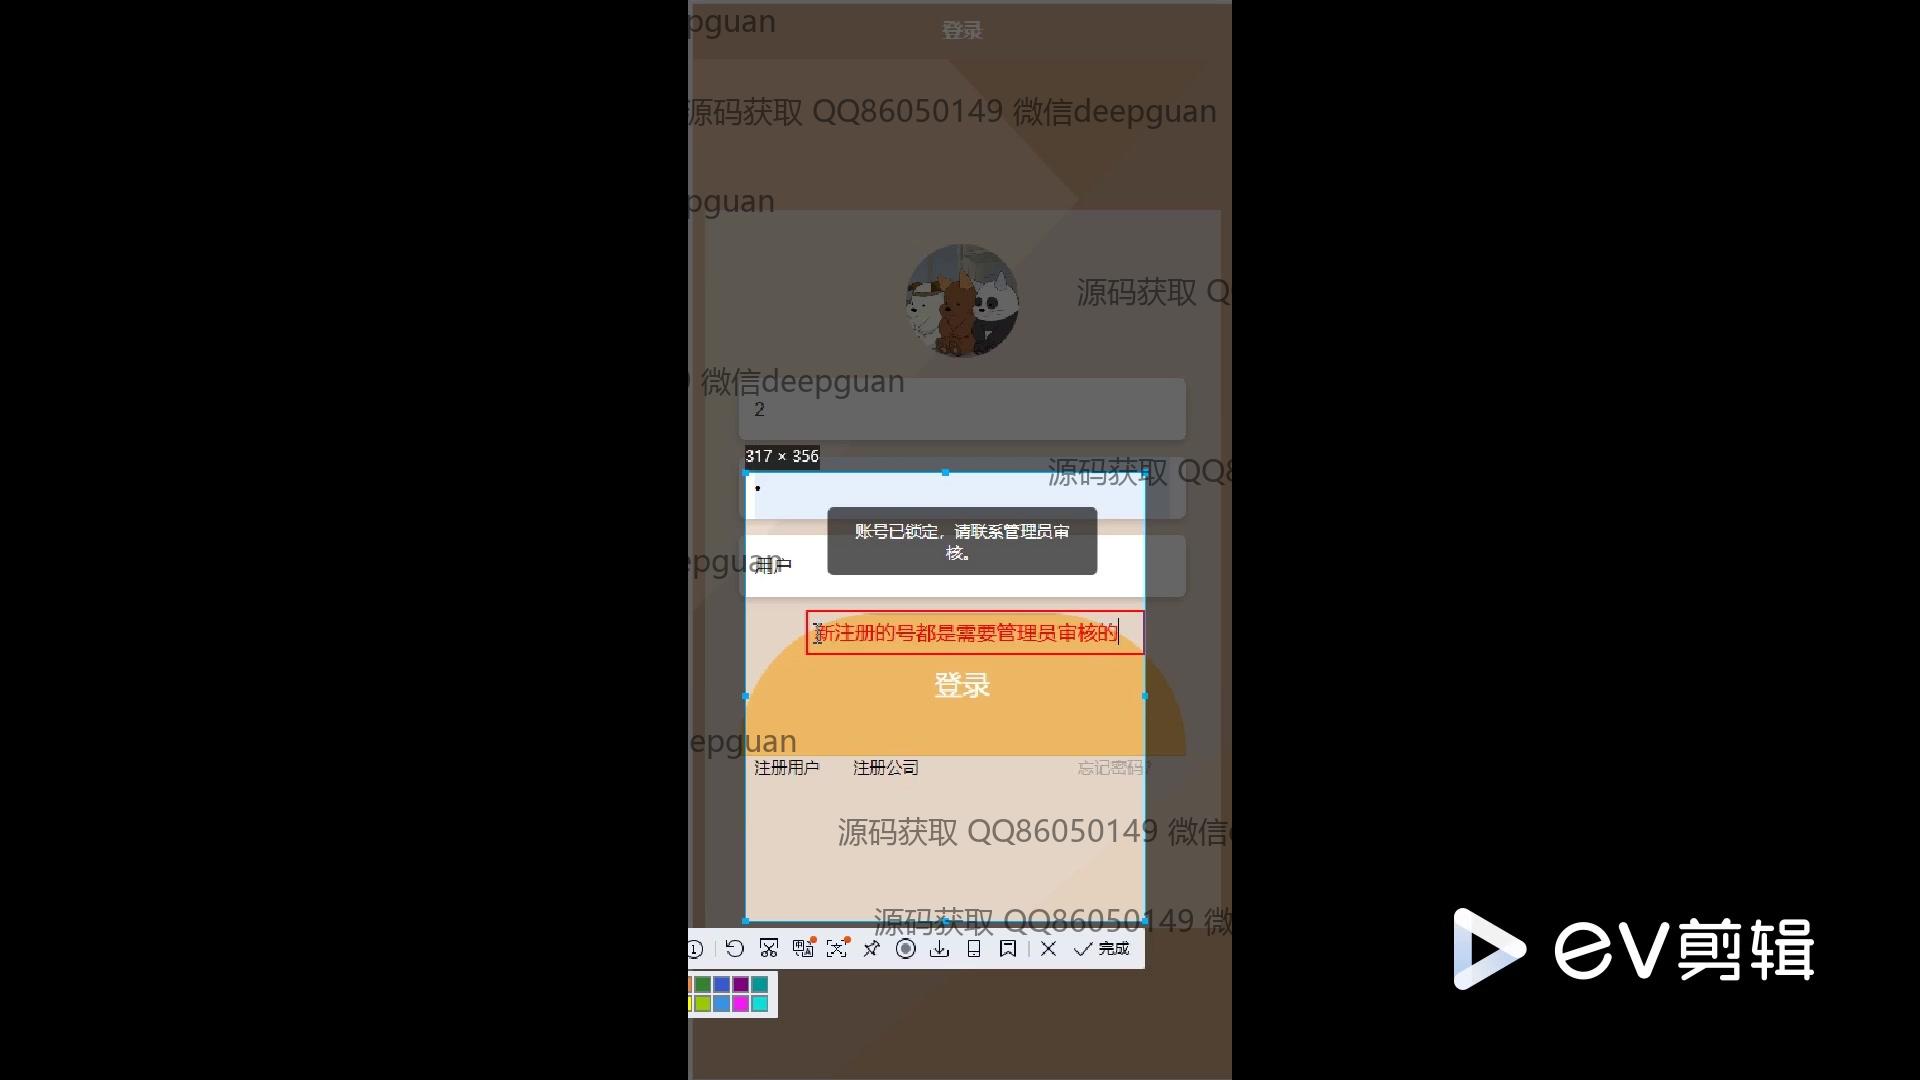 pguan
登录
源码获取 QQ86050149 微信deepguan
pguan
源码获取 Q
微信deepguan
2
317 × 356
源码获取 QQ8
•
账号已锁定，请联系管理员审
核。
epguan
用户
新注册的号都是需要管理员审核的
登录
epguan
注册用户 注册公司 忘记密码?
源码获取 QQ86050149 微信
源码获取 QQ86050149 微
完成
ev剪辑